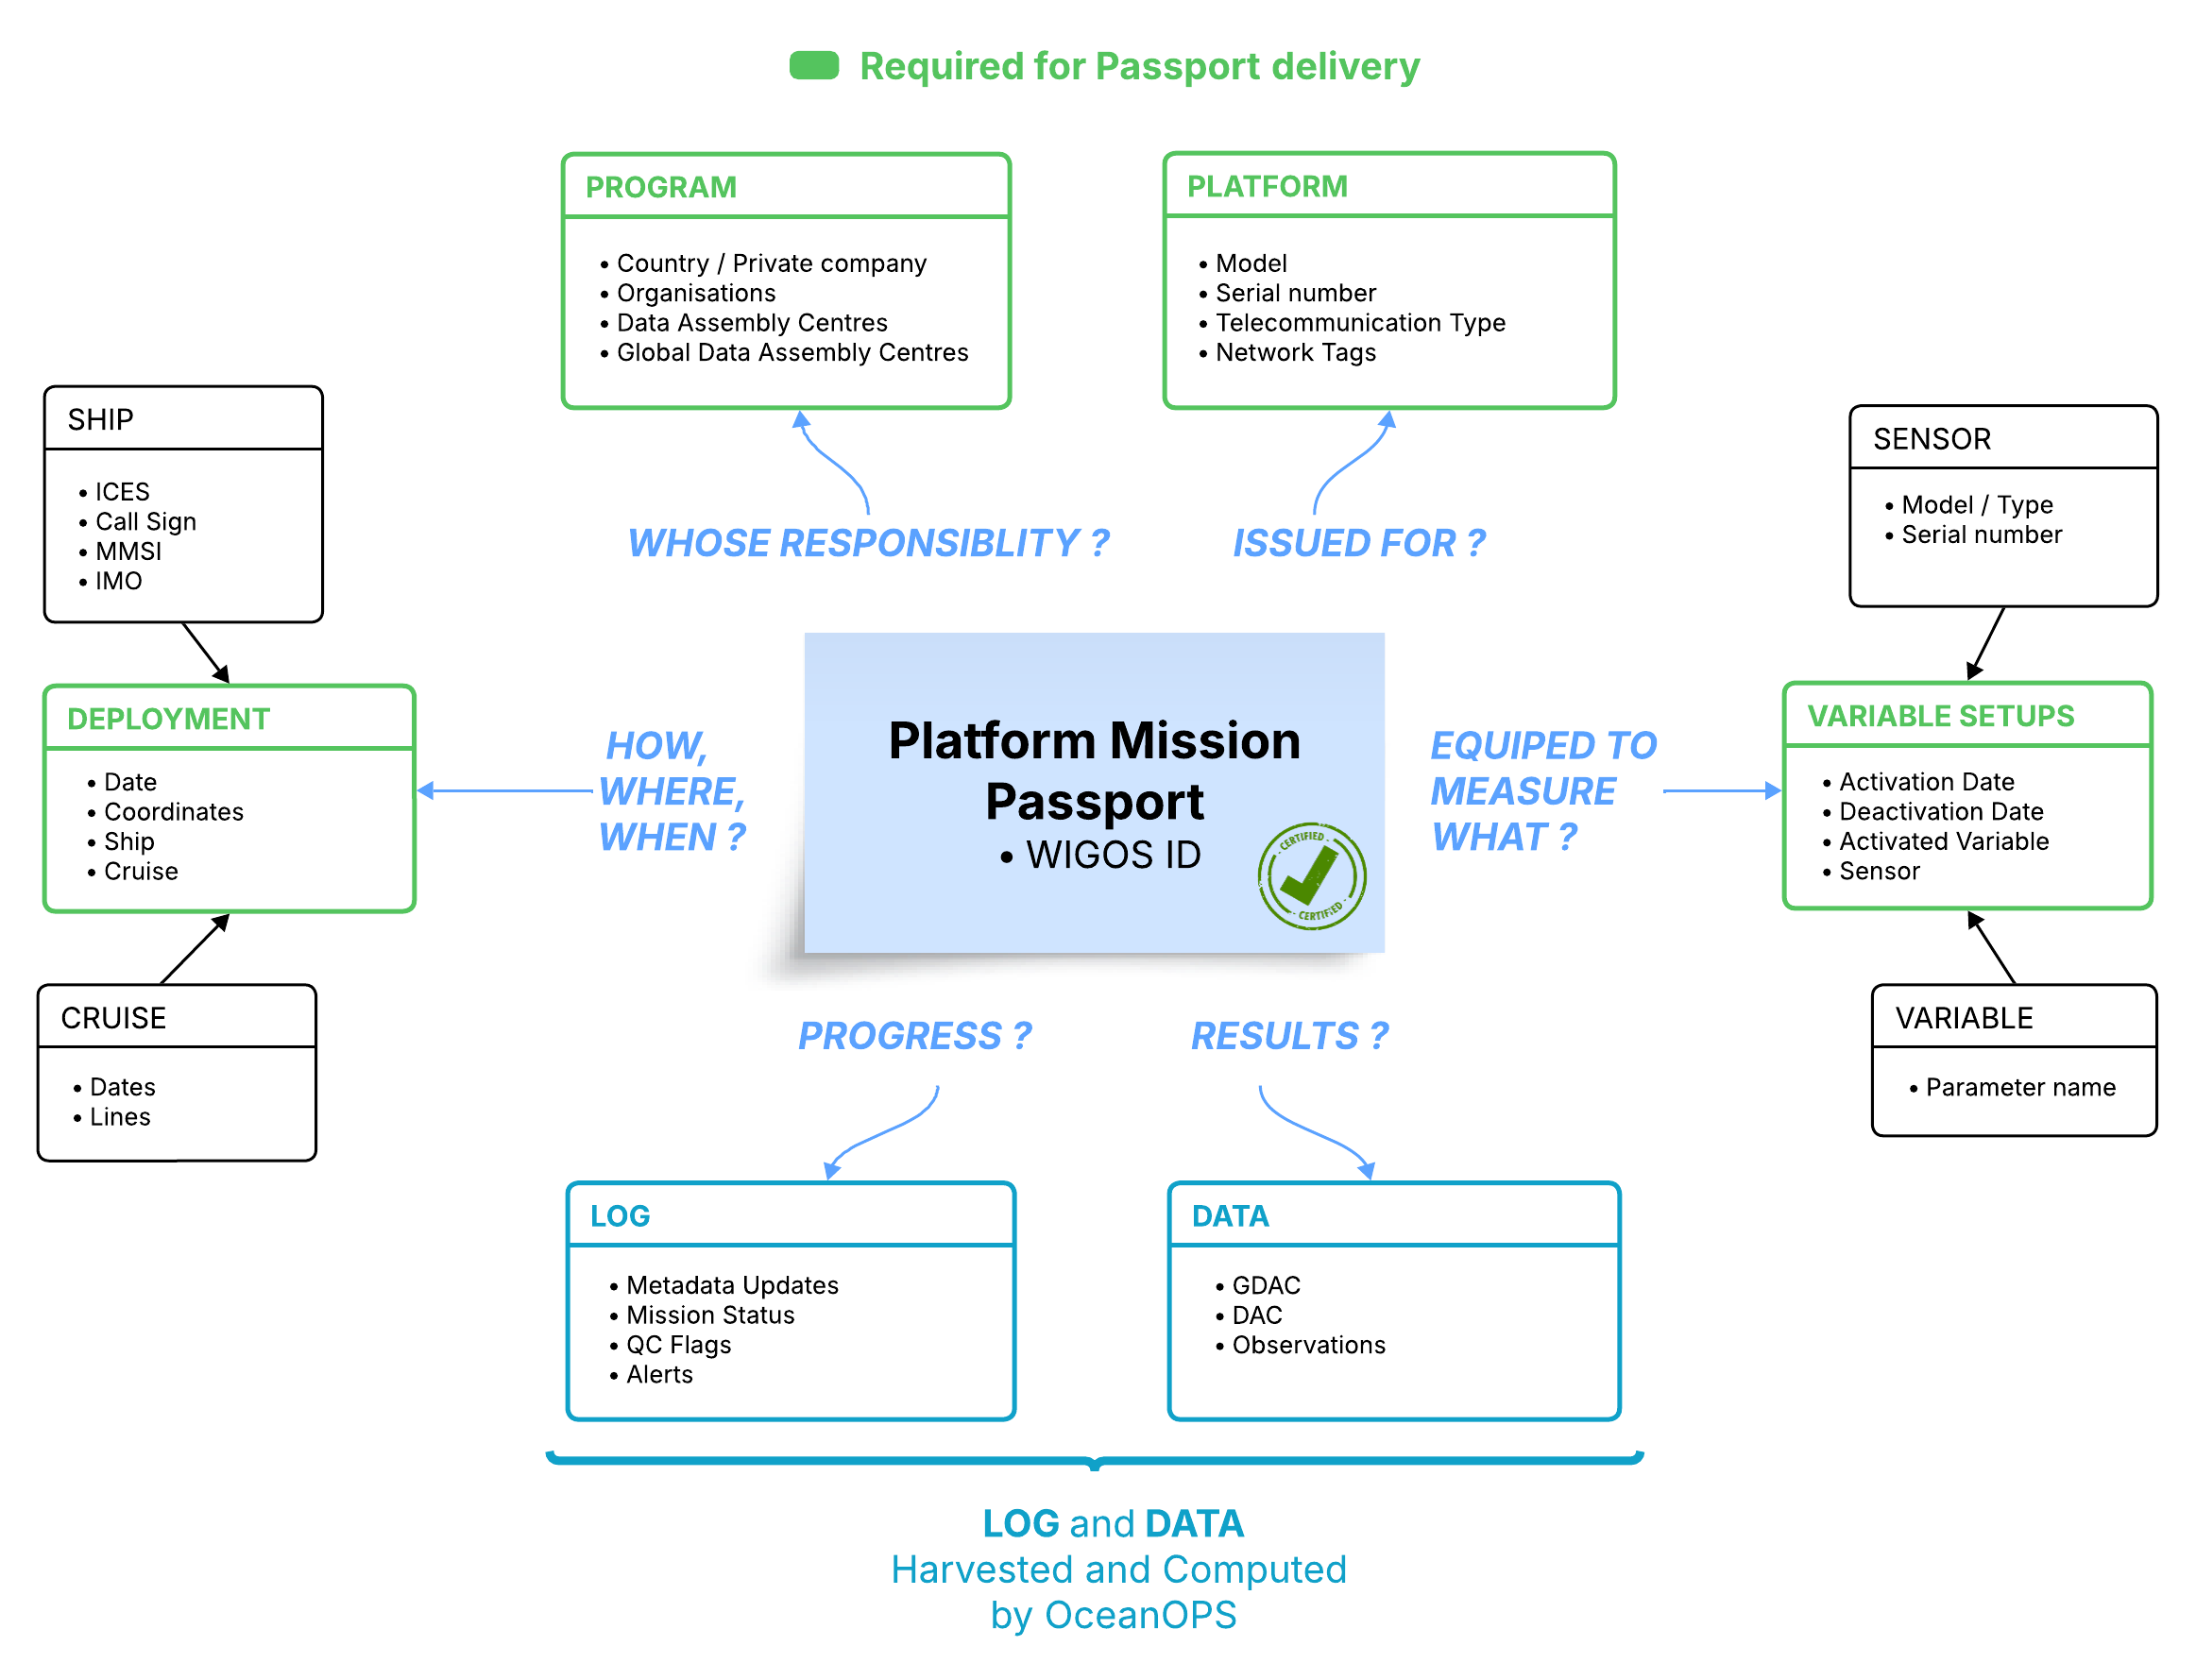 Required for Passport delivery
PROGRAM
• Country / Private company
• Organisations
• Data Assembly Centres
• Global Data Assembly Centres
PLATFORM
• Model
• Serial number
• Telecommunication Type
• Network Tags
SHIP
• ICES
• Call Sign
• MMSI
• IMO
SENSOR
• Model / Type
• Serial number
WHOSE RESPONSIBLITY ?
ISSUED FOR ?
DEPLOYMENT
• Date
• Coordinates
• Ship
• Cruise
HOW,
WHERE,
WHEN ?
Platform Mission
Passport
• WIGOS ID
- CERTIFIED -
- CERTIFIED -
EQUIPED TO
MEASURE
WHAT ?
VARIABLE SETUPS
• Activation Date
• Deactivation Date
• Activated Variable
• Sensor
CRUISE
• Dates
• Lines
PROGRESS ?
RESULTS ?
VARIABLE
• Parameter name
LOG
• Metadata Updates
• Mission Status
• QC Flags
• Alerts
DATA
• GDAC
• DAC
• Observations
LOG and DATA
Harvested and Computed
by OceanOPS